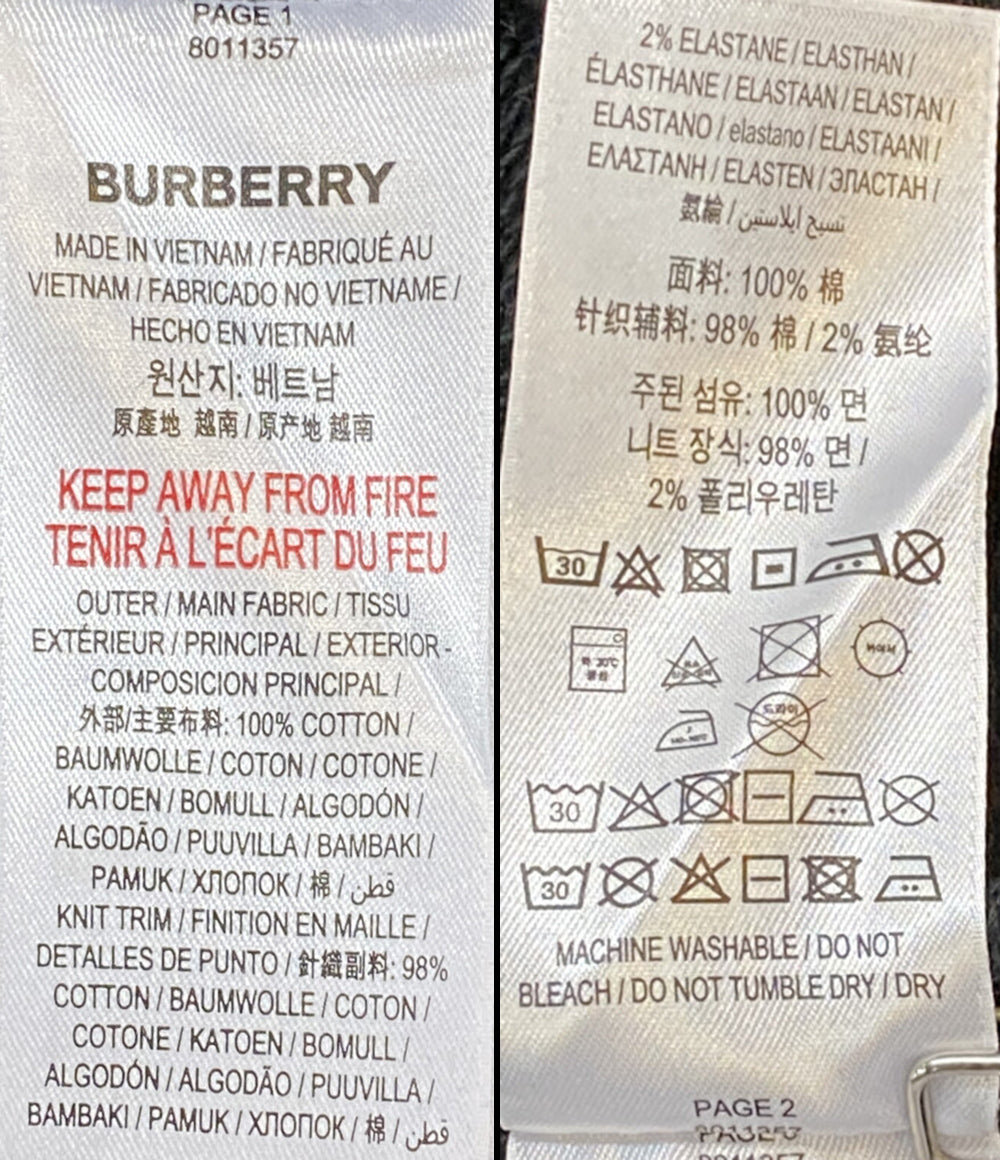 PAGE 1
8011357
BURBERRY
MADE IN VIETNAM / FABRIQUÉ AU
VIETNAM / FABRICADO NO VIETNAME /
HECHO EN VIETNAM
원산지: 베트남
原產地 越南 / 原产地 越南
KEEP AWAY FROM FIRE
TENIR À L'ÉCART DU FEU
OUTER / MAIN FABRIC / TISSU
EXTÉRIEUR / PRINCIPAL / EXTERIOR -
COMPOSICION PRINCIPAL /
外部/主要布料: 100% COTTON /
BAUMWOLLE / COTON / COTONE /
KATOEN / BOMULL / ALGODÓN /
ALGODÃO / PUUVILLA / BAMBAKI /
PAMUK / ХЛОПОК / 棉 / قطن
KNIT TRIM / FINITION EN MAILLE /
DETALLES DE PUNTO / 針織副料: 98%
COTTON / BAUMWOLLE / COTON /
COTONE / KATOEN / BOMULL /
ALGODÓN / ALGODÃO / PUUVILLA /
BAMBAKI / PAMUK / ХЛОПОК / 棉 / قطن
2% ELASTANE / ELASTHAN /
ÉLASTHANE / ELASTAAN / ELASTAN /
ELASTANO / elastano / ELASTAANI /
ΕΛΑΣΤΑΝΗ / ELASTEN / ЭЛАСТАН /
氨綸 / نسيج ايلاستين
面料: 100% 棉
针织辅料: 98% 棉 / 2% 氨纶
주된 섬유: 100% 면
니트 장식: 98% 면 /
2% 폴리우레탄
30
약 30℃
드라이
30
30
MACHINE WASHABLE / DO NOT
BLEACH / DO NOT TUMBLE DRY / DRY
PAGE 2